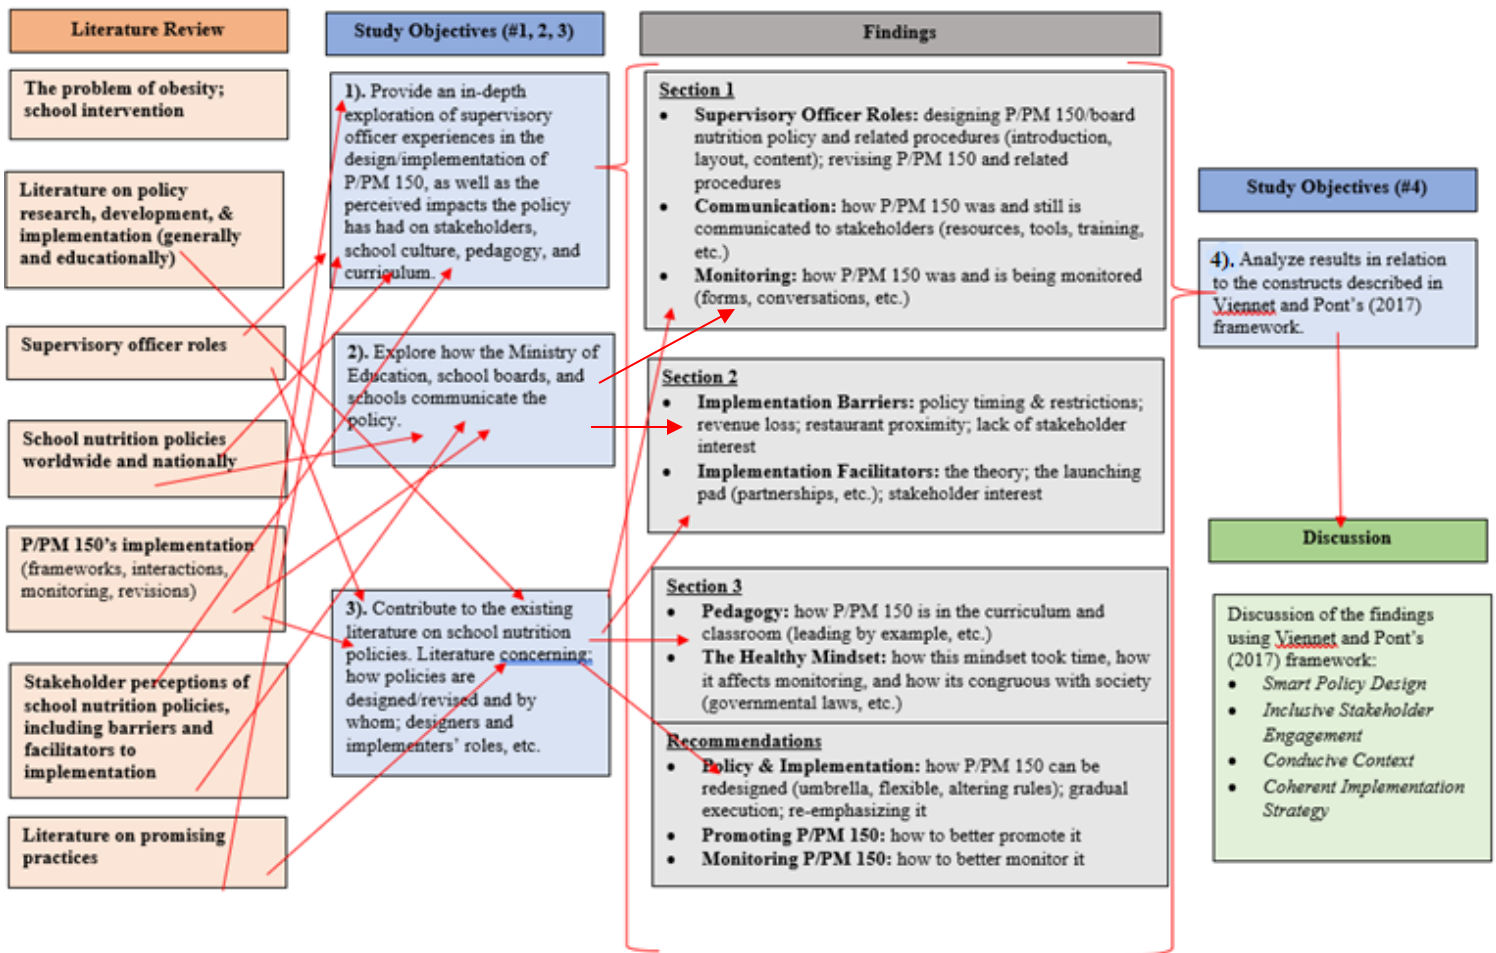 Literature Review
The problem of obesity;
school intervention
Literature on policy
research, development, &
implementation (generally
and educationally)
Supervisory officer roles
School nutrition policies
worldwide and nationally
P/PM 150's implementation
(frameworks, interactions,
monitoring, revisions)
Stakeholder perceptions of
school nutrition policies,
including barriers and
facilitators to
implementation
Literature on promising
practices
Study Objectives (#1, 2, 3)
1). Provide an in-depth
exploration of supervisory
officer experiences in the
design/implementation of
P/PM 150, as well as the
perceived impacts the policy
has had on stakeholders,
school culture, pedagogy, and
curriculum.
2). Explore how the Ministry of
Education, school boards, and
schools communicate the
policy.
3). Contribute to the existing
literature on school nutrition
policies. Literature concerning:
how policies are
designed/revised and by
whom; designers and
implementers' roles, etc.
Findings
Section 1
• Supervisory Officer Roles: designing P/PM 150/board
nutrition policy and related procedures (introduction,
layout, content); revising P/PM 150 and related
procedures
• Communication: how P/PM 150 was and still is
communicated to stakeholders (resources, tools, training,
etc.)
• Monitoring: how P/PM 150 was and is being monitored
(forms, conversations, etc.)
Section 2
• Implementation Barriers: policy timing & restrictions;
revenue loss; restaurant proximity; lack of stakeholder
interest
• Implementation Facilitators: the theory; the launching
pad (partnerships, etc.); stakeholder interest
Section 3
• Pedagogy: how P/PM 150 is in the curriculum and
classroom (leading by example, etc.)
• The Healthy Mindset: how this mindset took time, how
it affects monitoring, and how its congruous with society
(governmental laws, etc.)
Recommendations
• Policy & Implementation: how P/PM 150 can be
redesigned (umbrella, flexible, altering rules); gradual
execution; re-emphasizing it
• Promoting P/PM 150: how to better promote it
• Monitoring P/PM 150: how to better monitor it
Study Objectives (#4)
4). Analyze results in relation
to the constructs described in
Viennet and Pont's (2017)
framework.
Discussion
Discussion of the findings
using Viennet and Pont's
(2017) framework:
• Smart Policy Design
• Inclusive Stakeholder
Engagement
• Conducive Context
• Coherent Implementation
Strategy